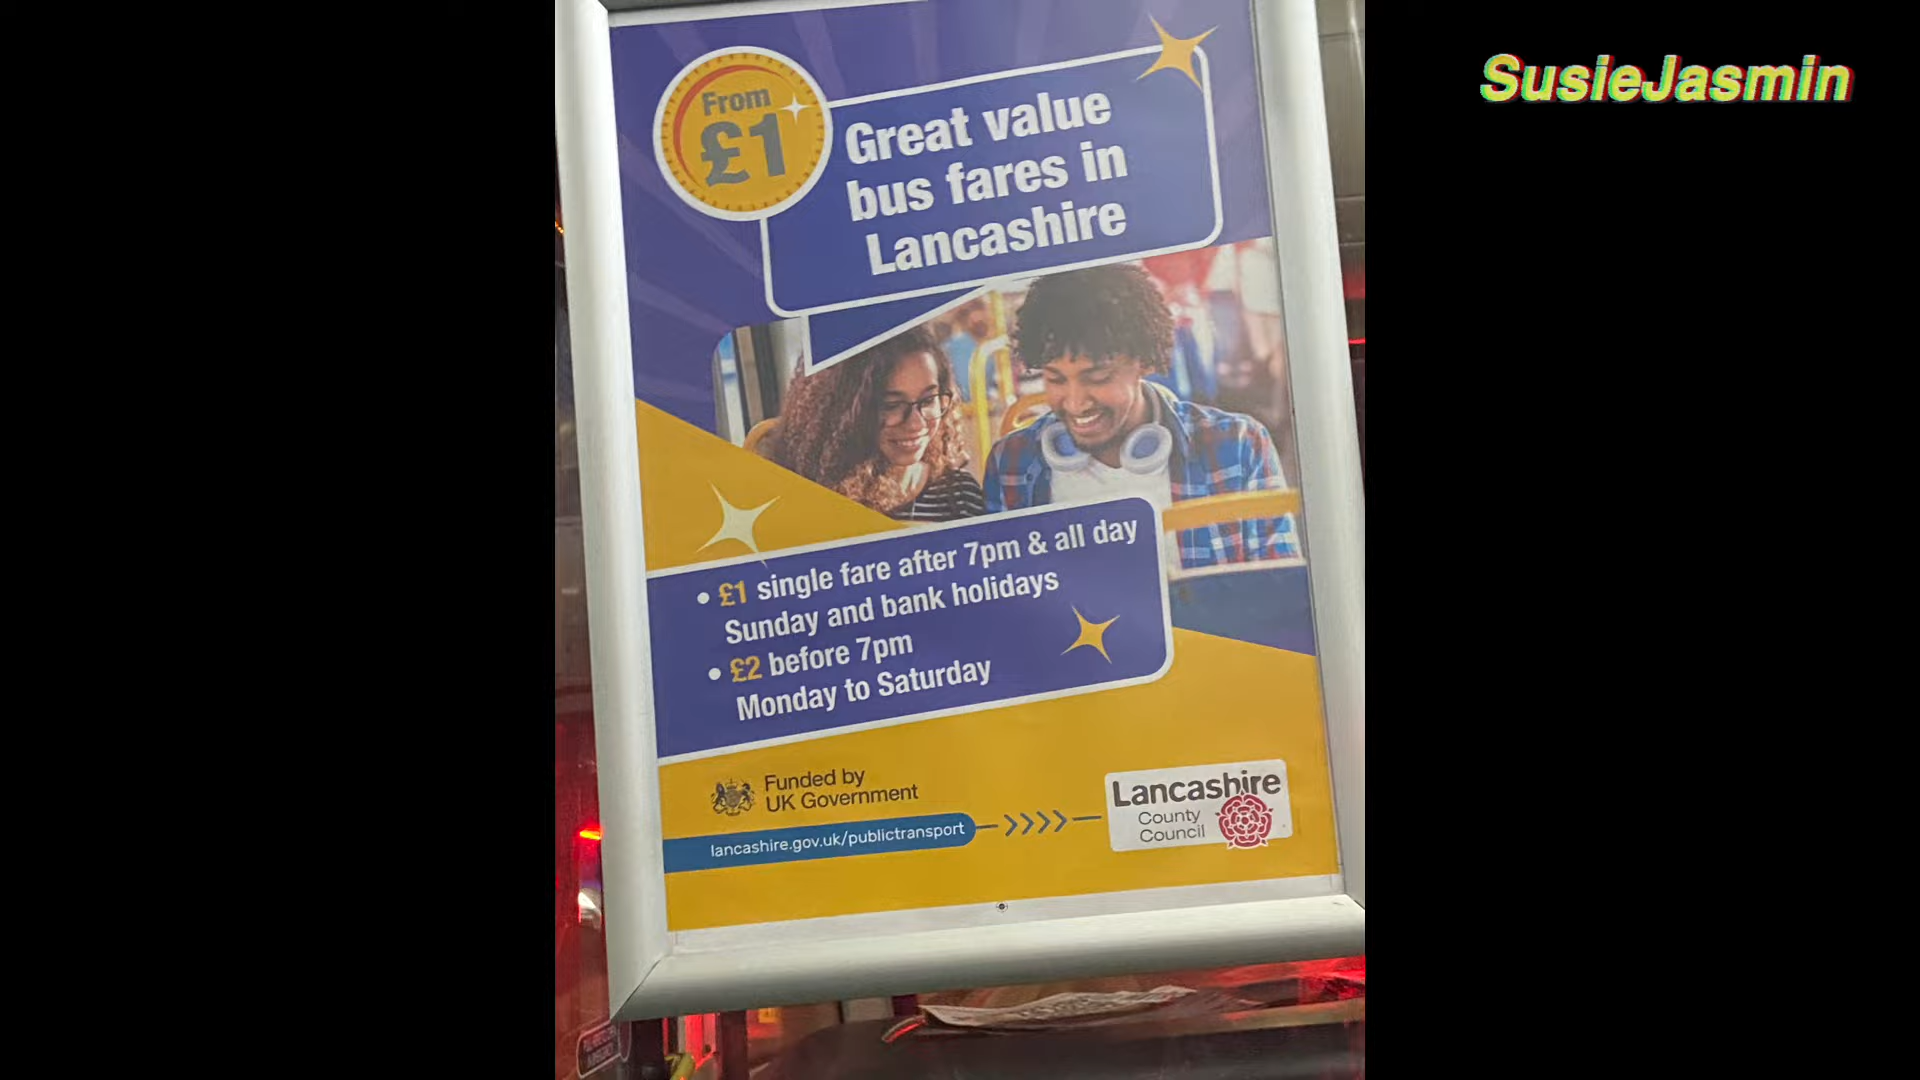 SusieJasmin
From
£1
Great value
bus fares in
Lancashire
• £1 single fare after 7pm & all day
Sunday and bank holidays
• £2 before 7pm
Monday to Saturday
Funded by
UK Government
lancashire.gov.uk/publictransport
Lancashire
County
Council